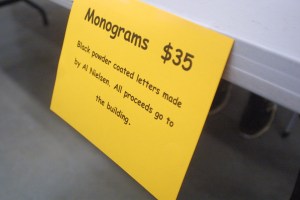 Monograms $35
Black powder coated letters made
by Al Nielsen. All proceeds go to
the building.